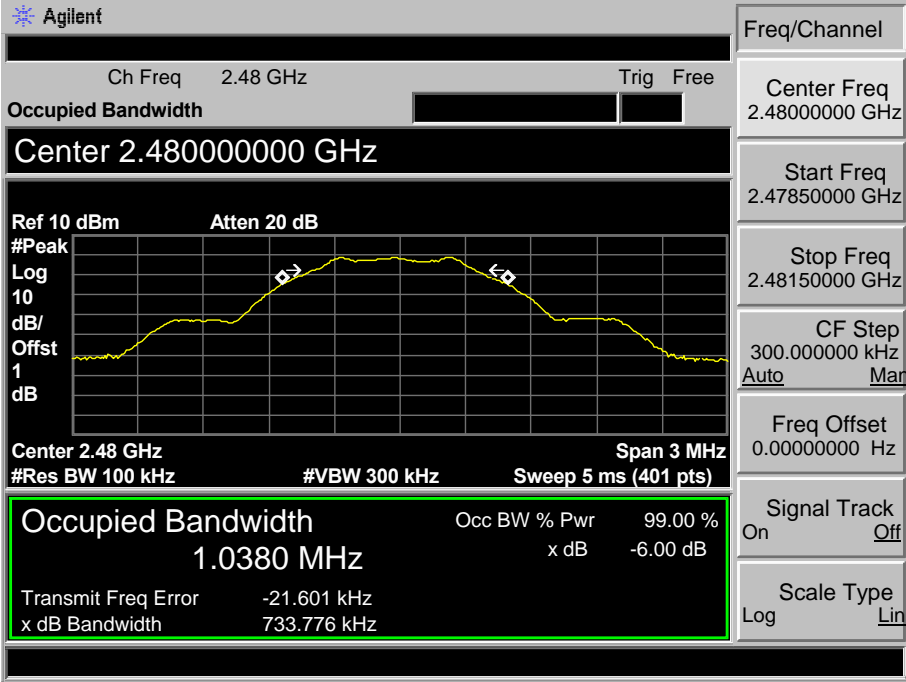 Agilent
Freq/Channel
Ch Freq 2.48 GHz Trig Free
Occupied Bandwidth
Center 2.480000000 GHz
Ref 10 dBm Atten 20 dB
#Peak
Log
10
dB/
Offst
1
dB
Center 2.48 GHz Span 3 MHz
#Res BW 100 kHz #VBW 300 kHz Sweep 5 ms (401 pts)
Occupied Bandwidth
1.0380 MHz
Occ BW % Pwr 99.00 %
x dB -6.00 dB
Transmit Freq Error -21.601 kHz
x dB Bandwidth 733.776 kHz
Center Freq
2.48000000 GHz
Start Freq
2.47850000 GHz
Stop Freq
2.48150000 GHz
CF Step
300.000000 kHz
Auto Man
Freq Offset
0.00000000 Hz
Signal Track
On Off
Scale Type
Log Lin